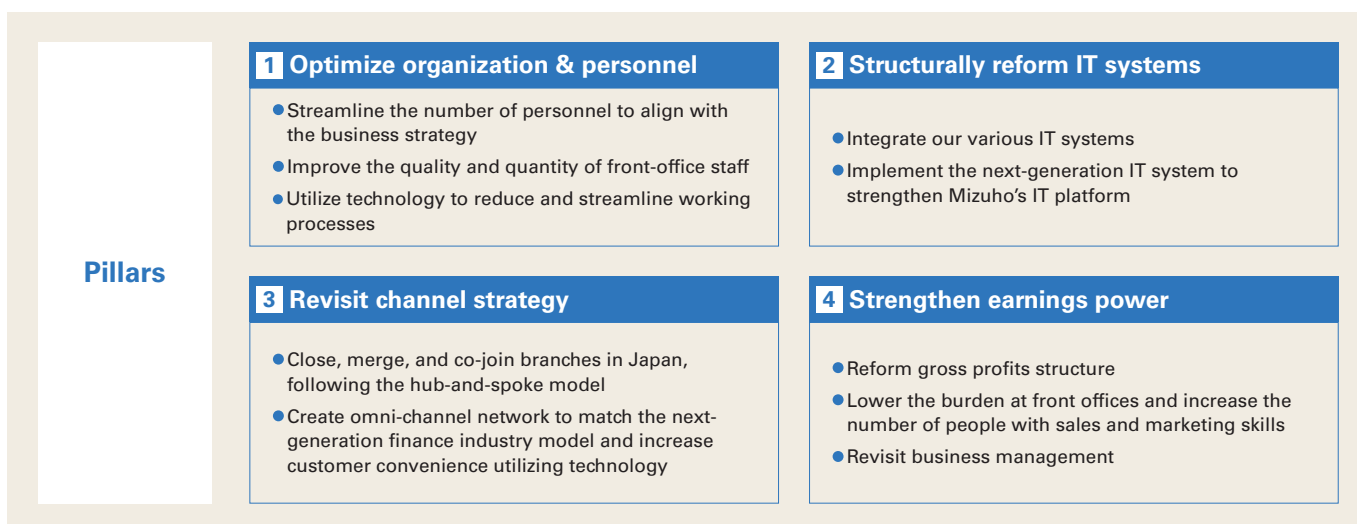 Pillars
1 Optimize organization & personnel
●Streamline the number of personnel to align with
the business strategy
●Improve the quality and quantity of front-office staff
●Utilize technology to reduce and streamline working
processes
2 Structurally reform IT systems
●Integrate our various IT systems
●Implement the next-generation IT system to
strengthen Mizuho’s IT platform
3 Revisit channel strategy
●Close, merge, and co-join branches in Japan,
following the hub-and-spoke model
●Create omni-channel network to match the next-
generation finance industry model and increase
customer convenience utilizing technology
4 Strengthen earnings power
●Reform gross profits structure
●Lower the burden at front offices and increase the
number of people with sales and marketing skills
●Revisit business management